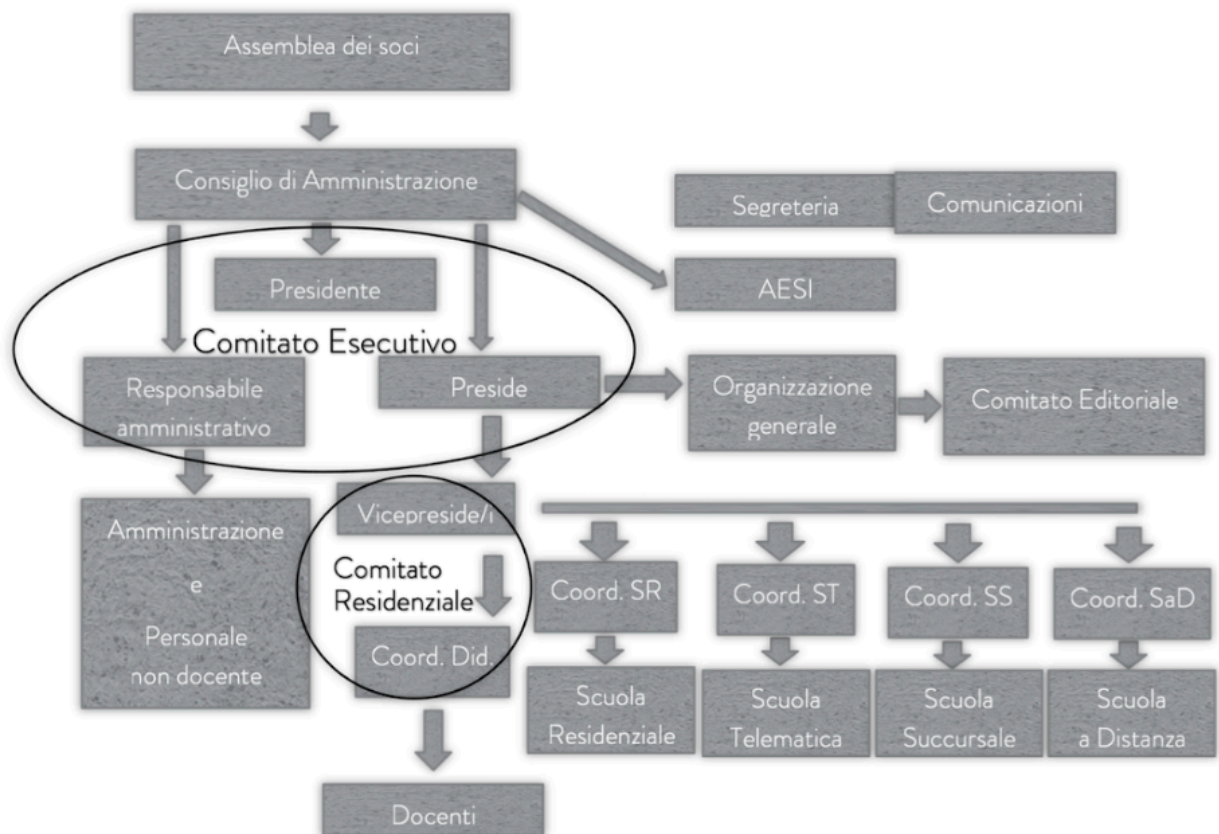 Assemblea dei soci
Consiglio di Amministrazione
Segreteria
Comunicazioni
Presidente
AESI
Comitato Esecutivo
Responsabile
amministrativo
Preside
Organizzazione
generale
Comitato Editoriale
Amministrazione
e
Personale
non docente
Vicepreside/i
Comitato
Residenziale
Coord. Did.
Coord. SR
Coord. ST
Coord. SS
Coord. SaD
Scuola
Residenziale
Scuola
Telematica
Scuola
Succursale
Scuola
a Distanza
Docenti